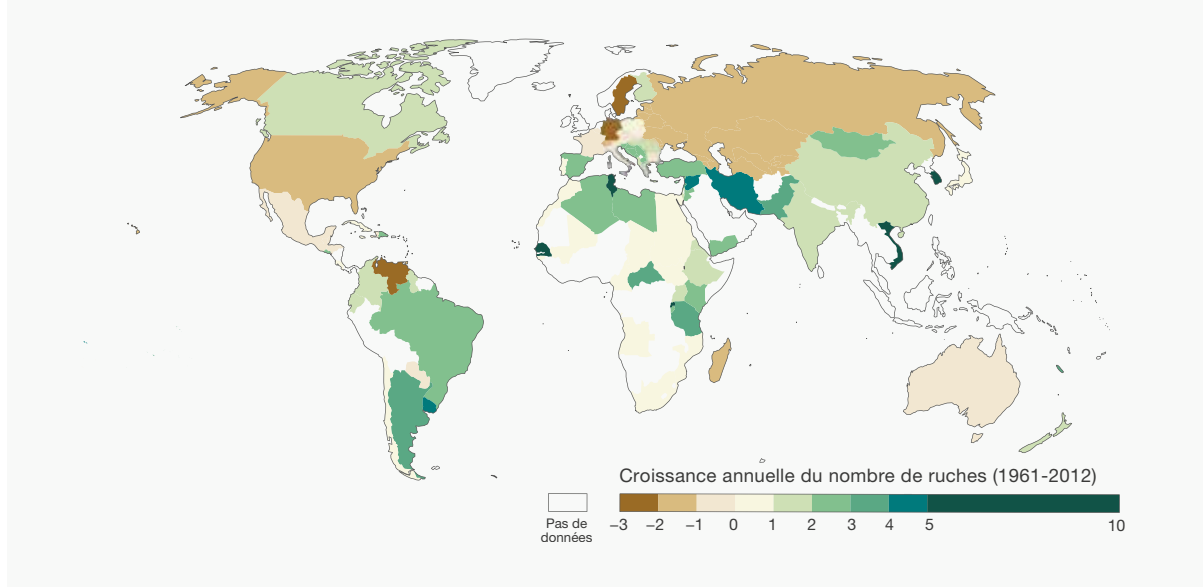 Croissance annuelle du nombre de ruches (1961-2012)
Pas de
données
−3 −2 −1 0 1 2 3 4 5 10